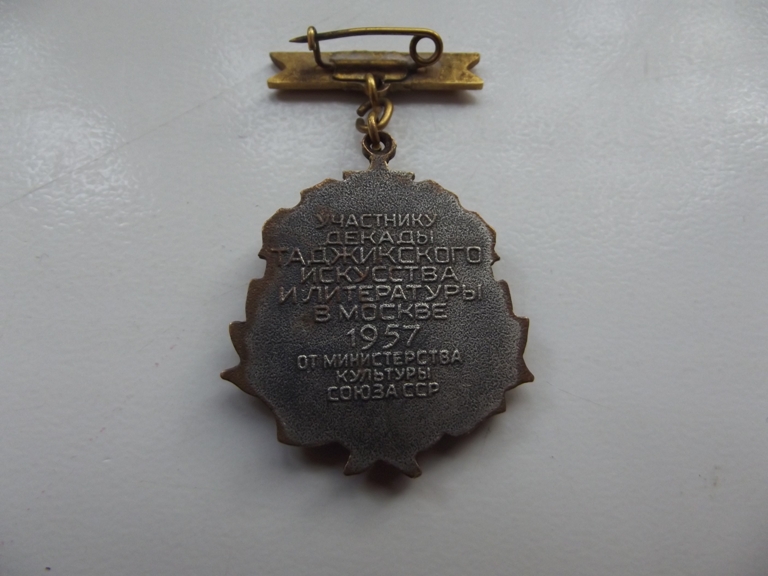 УЧАСТНИКУ
ДЕКАДЫ
ТАДЖИКСКОГО
ИСКУССТВА
И ЛИТЕРАТУРЫ
В МОСКВЕ
1957
ОТ МИНИСТЕРСТВА
КУЛЬТУРЫ
СОЮЗА ССР